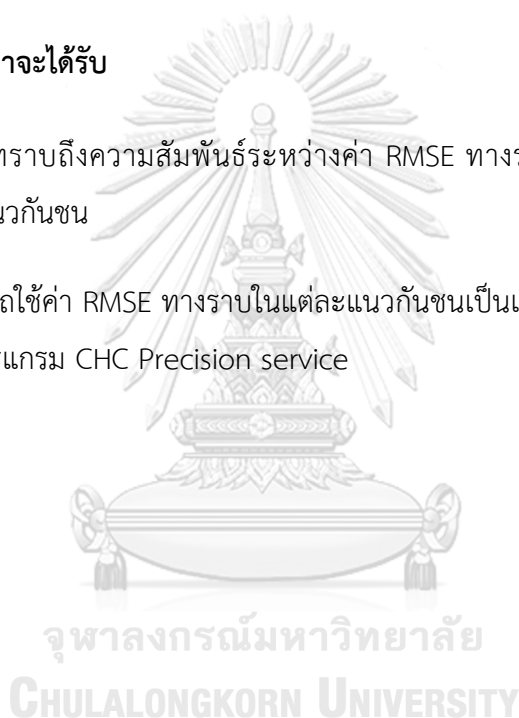 าจะได้รับ
ทราบถึงความสัมพันธ์ระหว่างค่า RMSE ทางร
นวกันชน
ถใช้ค่า RMSE ทางราบในแต่ละแนวกันชนเป็นเ
รแกรม CHC Precision service
จุฬาลงกรณ์มหาวิทยาลัย
CHULALONGKORN UNIVERSITY